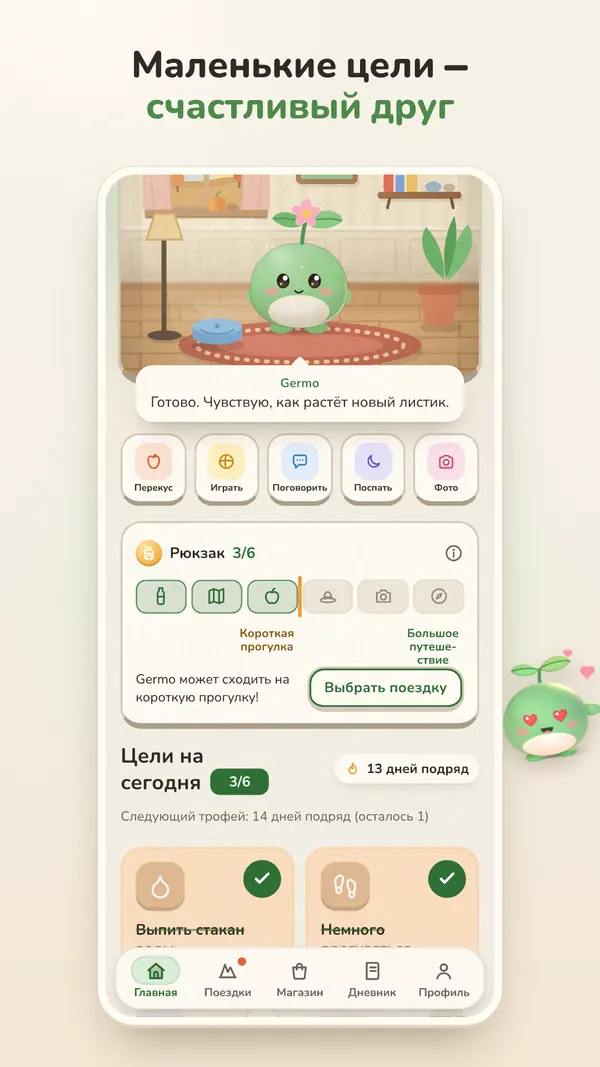 Маленькие цели –
счастливый друг
Germo
Готово. Чувствую, как растёт новый листик.
Перекус
Играть
Поговорить
Поспать
Фото
Рюкзак 3/6
Короткая
прогулка
Большое
путеше-
ствие
Germo может сходить на
короткую прогулку!
Выбрать поездку
Цели на
сегодня 3/6
13 дней подряд
Следующий трофей: 14 дней подряд (осталось 1)
Выпить стакан
Немного
Главная
Поездки
Магазин
Дневник
Профиль